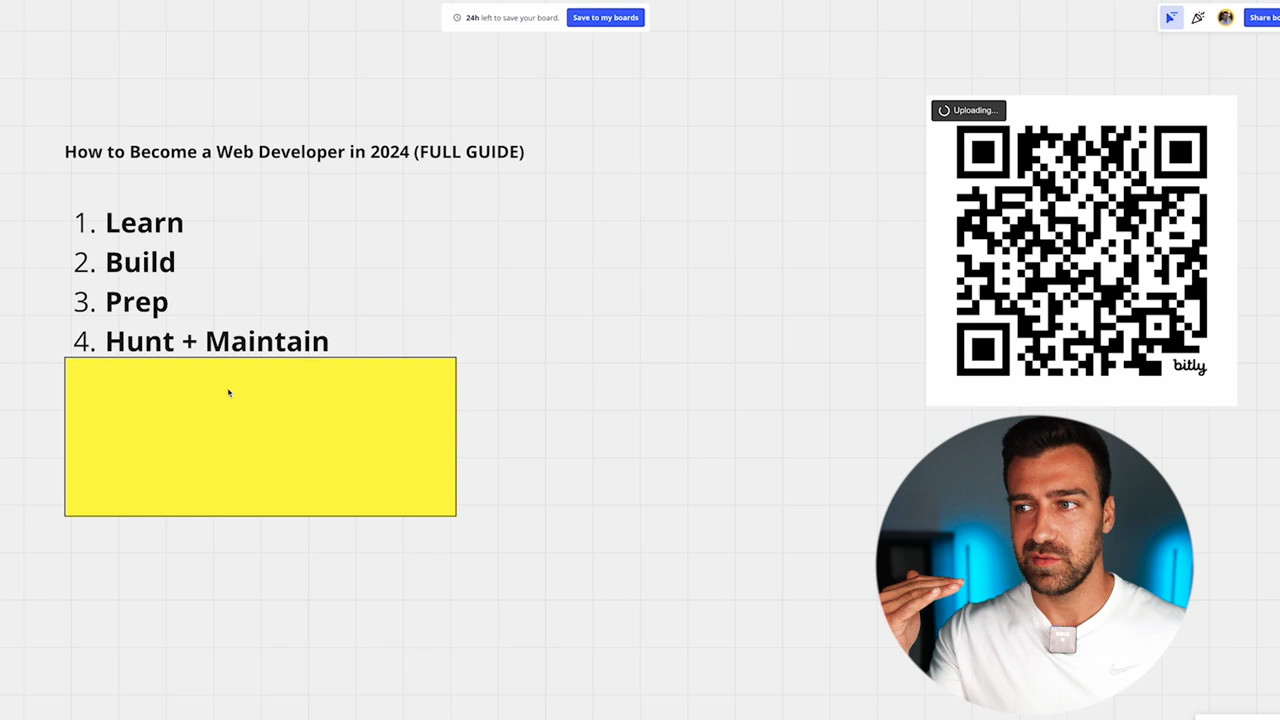 24h left to save your board.
Save to my boards
Share bo
Uploading...
How to Become a Web Developer in 2024 (FULL GUIDE)
1. Learn
2. Build
3. Prep
4. Hunt + Maintain
bitly